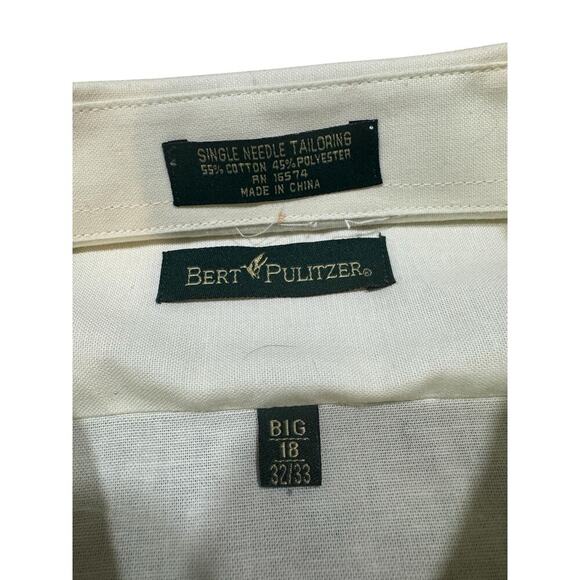 SINGLE NEEDLE TAILORING
55% COTTON 45% POLYESTER
RN 16574
MADE IN CHINA
BERT PULITZER®
BIG
18
32/33